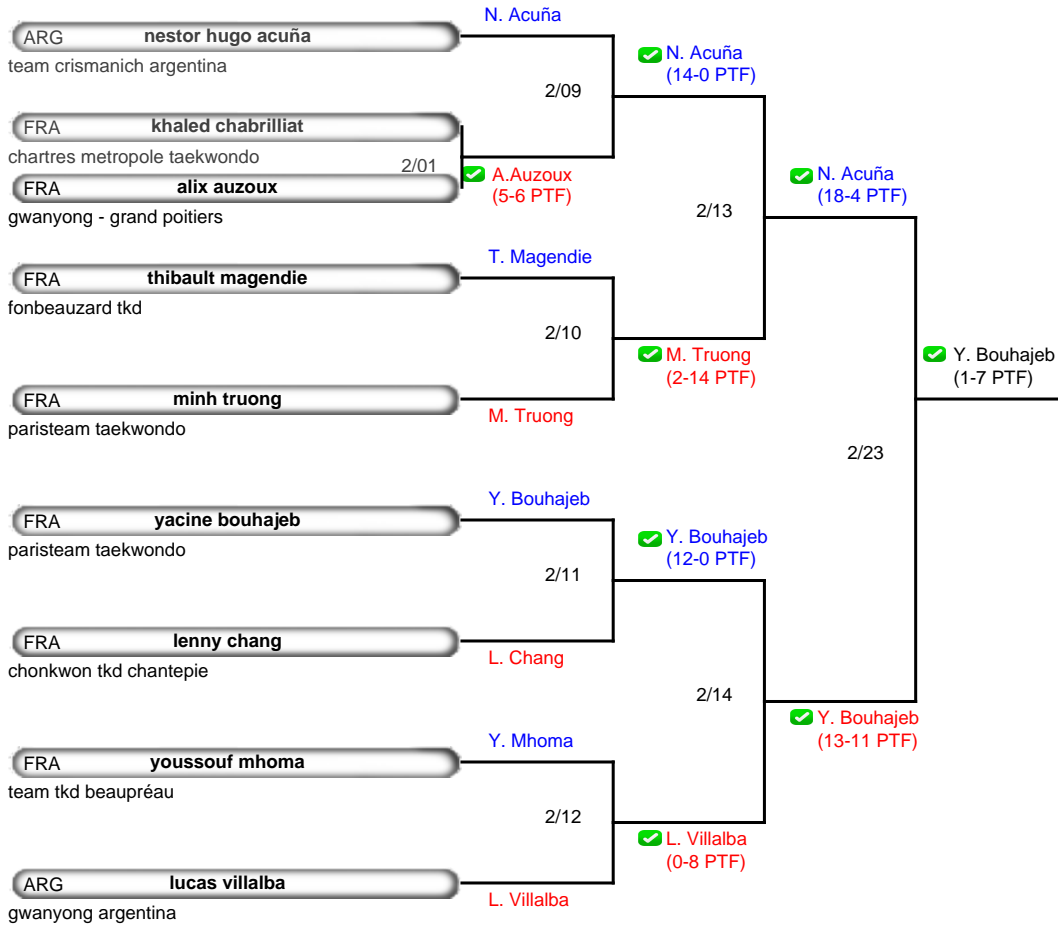 N. Acuña
ARG nestor hugo acuña
team crismanich argentina
N. Acuña
(14-0 PTF)
2/09
FRA khaled chabrilliat
chartres metropole taekwondo
2/01
A.Auzoux
(5-6 PTF)
FRA alix auzoux
gwanyong - grand poitiers
N. Acuña
(18-4 PTF)
2/13
T. Magendie
FRA thibault magendie
fonbeauzard tkd
2/10
M. Truong
(2-14 PTF)
Y. Bouhajeb
(1-7 PTF)
FRA minh truong
paristeam taekwondo
M. Truong
2/23
Y. Bouhajeb
FRA yacine bouhajeb
paristeam taekwondo
Y. Bouhajeb
(12-0 PTF)
2/11
FRA lenny chang
chonkwon tkd chantepie
L. Chang
2/14
Y. Bouhajeb
(13-11 PTF)
Y. Mhoma
FRA youssouf mhoma
team tkd beaupréau
2/12
L. Villalba
(0-8 PTF)
ARG lucas villalba
gwanyong argentina
L. Villalba